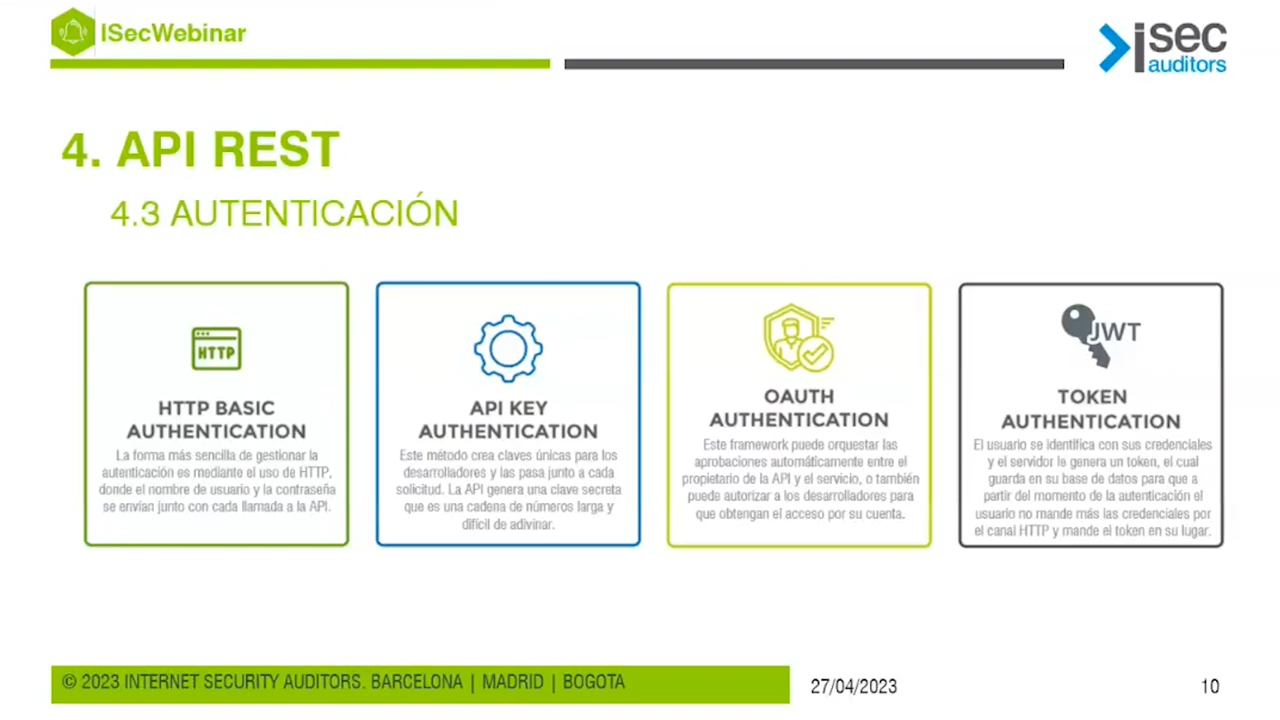 ISecWebinar
isec
auditors
4. API REST
4.3 AUTENTICACIÓN
HTTP
HTTP BASIC
AUTHENTICATION
La forma más sencilla de gestionar la
autenticación es mediante el uso de HTTP,
donde el nombre de usuario y la contraseña
se envían junto con cada llamada a la API.
API KEY
AUTHENTICATION
Este método crea claves únicas para los
desarrolladores y las pasa junto a cada
solicitud. La API genera una clave secreta
que es una cadena de números larga y
difícil de adivinar.
OAUTH
AUTHENTICATION
Este framework puede orquestar las
aprobaciones automáticamente entre el
propietario de la API y el servicio, o también
puede autorizar a los desarrolladores para
que obtengan el acceso por su cuenta.
JWT
TOKEN
AUTHENTICATION
El usuario se identifica con sus credenciales
y el servidor le genera un token, el cual
guarda en su base de datos para que a
partir del momento de la autenticación el
usuario no mande más las credenciales por
el canal HTTP y mande el token en su lugar.
© 2023 INTERNET SECURITY AUDITORS. BARCELONA | MADRID | BOGOTA
27/04/2023
10